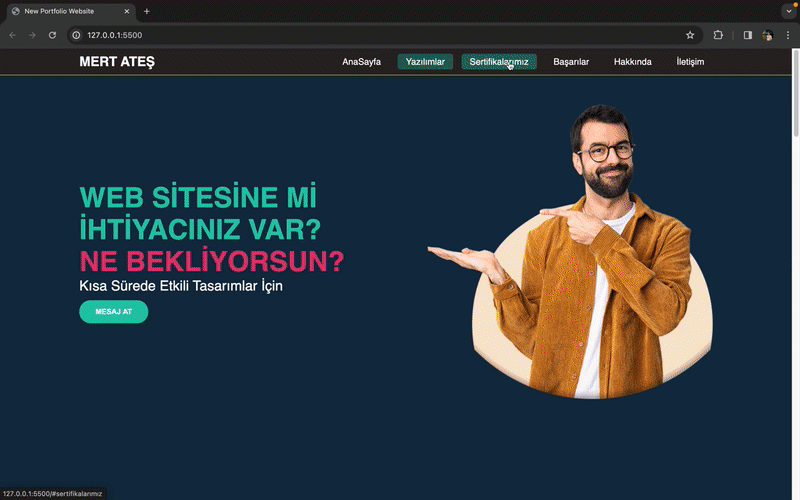 New Portfolio Website
127.0.0.1:5500
MERT ATEŞ
AnaSayfa
Yazılımlar
Sertifikalarımız
Başarılar
Hakkında
İletişim
WEB SİTESİNE Mİ
İHTİYACINIZ VAR?
NE BEKLİYORSUN?
Kısa Sürede Etkili Tasarımlar İçin
MESAJ AT
127.0.0.1:5500/#sertifikalarımız